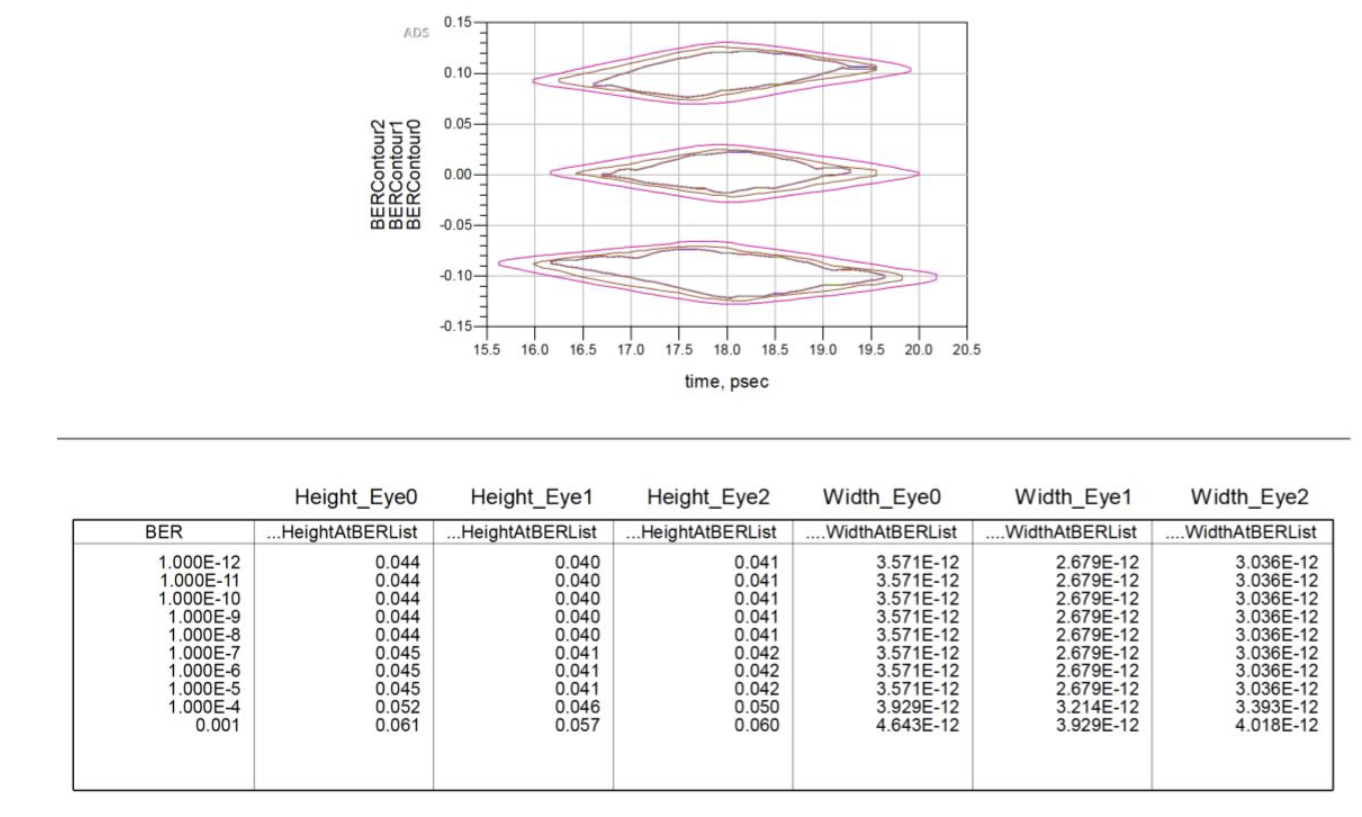 ADS
BERContour2
BERContour1
BERContour0
0.15
0.10
0.05
0.00
-0.05
-0.10
-0.15
15.5 16.0 16.5 17.0 17.5 18.0 18.5 19.0 19.5 20.0 20.5
time, psec
Height_Eye0 Height_Eye1 Height_Eye2 Width_Eye0 Width_Eye1 Width_Eye2
BER ...HeightAtBERList ...HeightAtBERList ...HeightAtBERList ....WidthAtBERList ....WidthAtBERList ....WidthAtBERList
1.000E-12 0.044 0.040 0.041 3.571E-12 2.679E-12 3.036E-12
1.000E-11 0.044 0.040 0.041 3.571E-12 2.679E-12 3.036E-12
1.000E-10 0.044 0.040 0.041 3.571E-12 2.679E-12 3.036E-12
1.000E-9 0.044 0.040 0.041 3.571E-12 2.679E-12 3.036E-12
1.000E-8 0.044 0.040 0.041 3.571E-12 2.679E-12 3.036E-12
1.000E-7 0.045 0.041 0.042 3.571E-12 2.679E-12 3.036E-12
1.000E-6 0.045 0.041 0.042 3.571E-12 2.679E-12 3.036E-12
1.000E-5 0.045 0.041 0.042 3.571E-12 2.679E-12 3.036E-12
1.000E-4 0.052 0.046 0.050 3.929E-12 3.214E-12 3.393E-12
0.001 0.061 0.057 0.060 4.643E-12 3.929E-12 4.018E-12